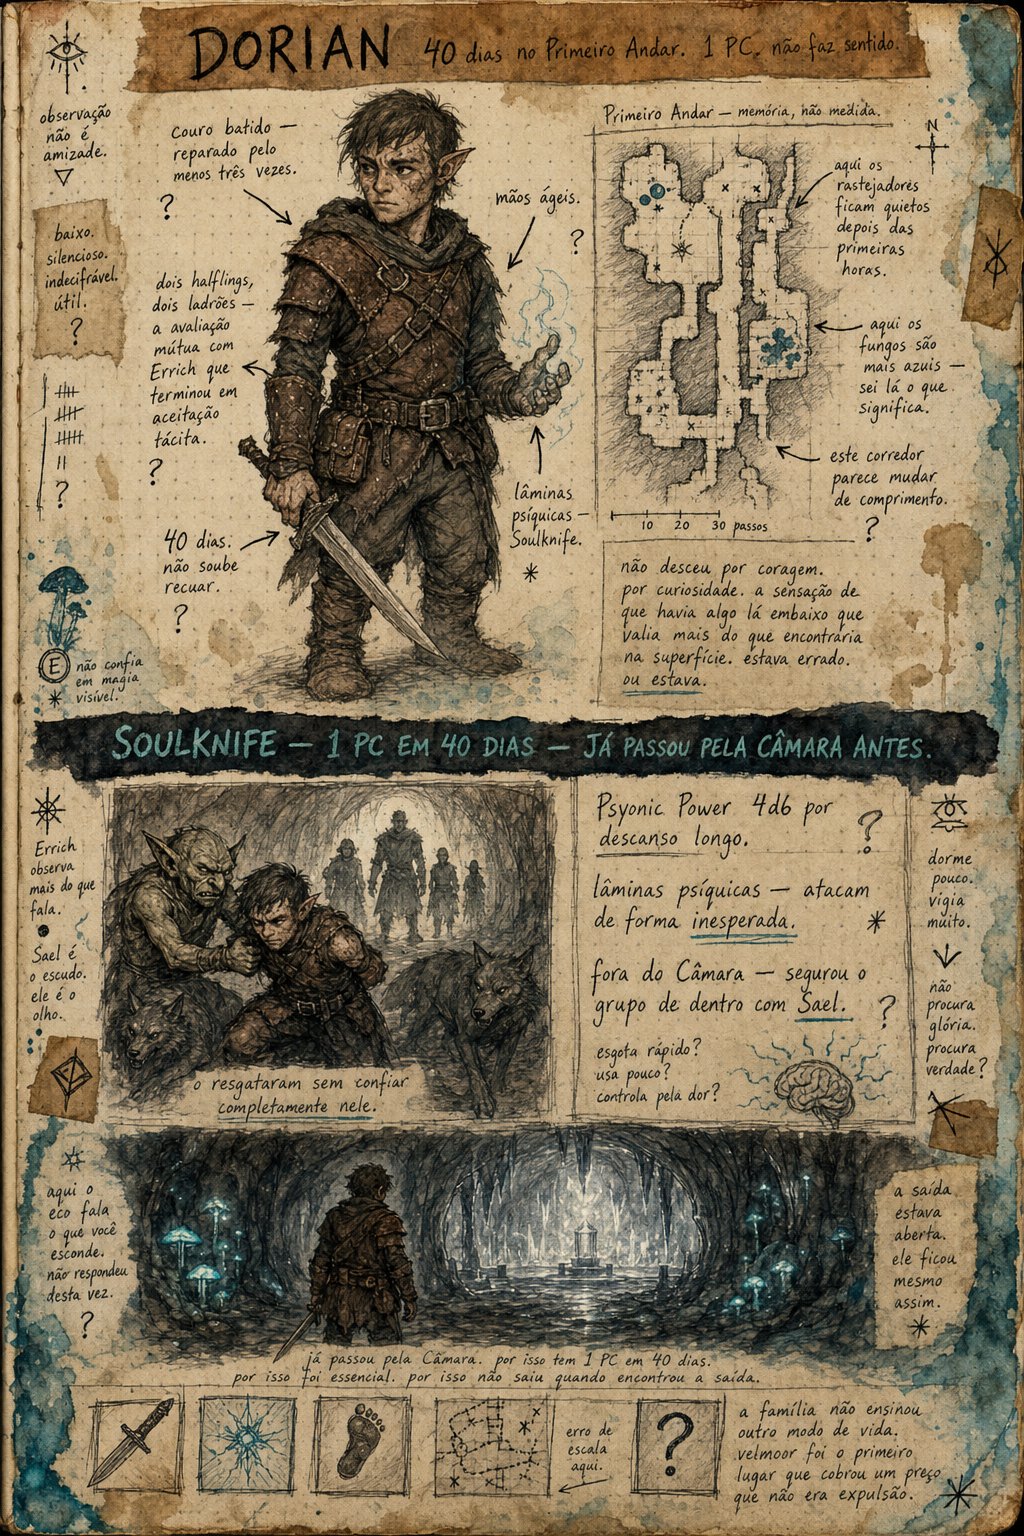 DORIAN 40 dias no Primeiro Andar. 1 PC. não faz sentido.
observação
não é
amizade.
baixo.
silencioso.
indecifrável.
útil.
?
?
E
não confia
em magia
visível.
couro batido —
reparado pelo
menos três vezes.
?
dois halflings,
dois ladrões —
a avaliação
mútua com
Errich que
terminou em
aceitação
tácita.
?
40 dias.
não soube
recuar.
?
mãos ágeis.
?
lâminas
psíquicas —
Soulknife.
Primeiro Andar — memória, não medida.
N
aqui os
rastejadores
ficam quietos
depois das
primeiras
horas.
aqui os
fungos são
mais azuis —
sei lá o que
significa.
este corredor
parece mudar
de comprimento.
?
10 20 30 passos
não desceu por coragem.
por curiosidade. a sensação de
que havia algo lá embaixo que
valia mais do que encontraria
na superfície. estava errado.
ou estava.
SOULKNIFE — 1 PC EM 40 DIAS — JÁ PASSOU PELA CÂMARA ANTES.
Errich
observa
mais do que
fala.
Sael é
o escudo.
ele é o
olho.
o resgataram sem confiar
completamente nele.
Psyonic Power 4d6 por
descanso longo.
?
lâminas psíquicas — atacam
de forma inesperada.
fora do Câmara — segurou o
grupo de dentro com Sael.
?
esgota rápido?
usa pouco?
controla pela dor?
dorme
pouco.
vigia
muito.
não
procura
glória.
procura
verdade?
aqui o
eco fala
o que você
esconde.
não respondeu
desta vez.
?
a saída
estava
aberta.
ele ficou
mesmo
assim.
já passou pela Câmara. por isso tem 1 PC em 40 dias.
por isso foi essencial. por isso não saiu quando encontrou a saída.
erro de
escala
aqui.
?
a família não ensinou
outro modo de vida.
velmoor foi o primeiro
lugar que cobrou um preço
que não era expulsão.